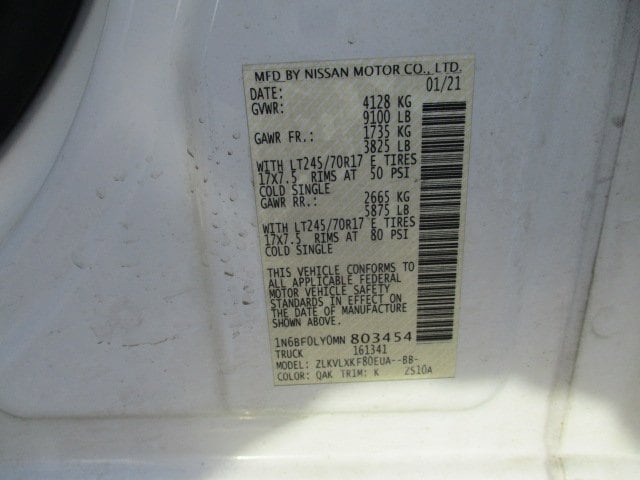 MFD BY NISSAN MOTOR CO., LTD.
DATE: 01/21
GVWR: 4128 KG
9100 LB
GAWR FR.: 1735 KG
3825 LB
WITH LT245/70R17 E TIRES
17X7.5 RIMS AT 50 PSI
COLD SINGLE
GAWR RR.: 2665 KG
5875 LB
WITH LT245/70R17 E TIRES
17X7.5 RIMS AT 80 PSI
COLD SINGLE
THIS VEHICLE CONFORMS TO
ALL APPLICABLE FEDERAL
MOTOR VEHICLE SAFETY
STANDARDS IN EFFECT ON
THE DATE OF MANUFACTURE
SHOWN ABOVE.
1N6BF0LY0MN 803454
TRUCK 161341
MODEL: ZLKVLXKF80EUA--BB-
COLOR: QAK TRIM: K ZS10A